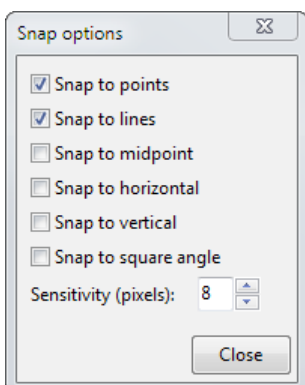 Snap options
Snap to points
Snap to lines
Snap to midpoint
Snap to horizontal
Snap to vertical
Snap to square angle
Sensitivity (pixels): 8
Close